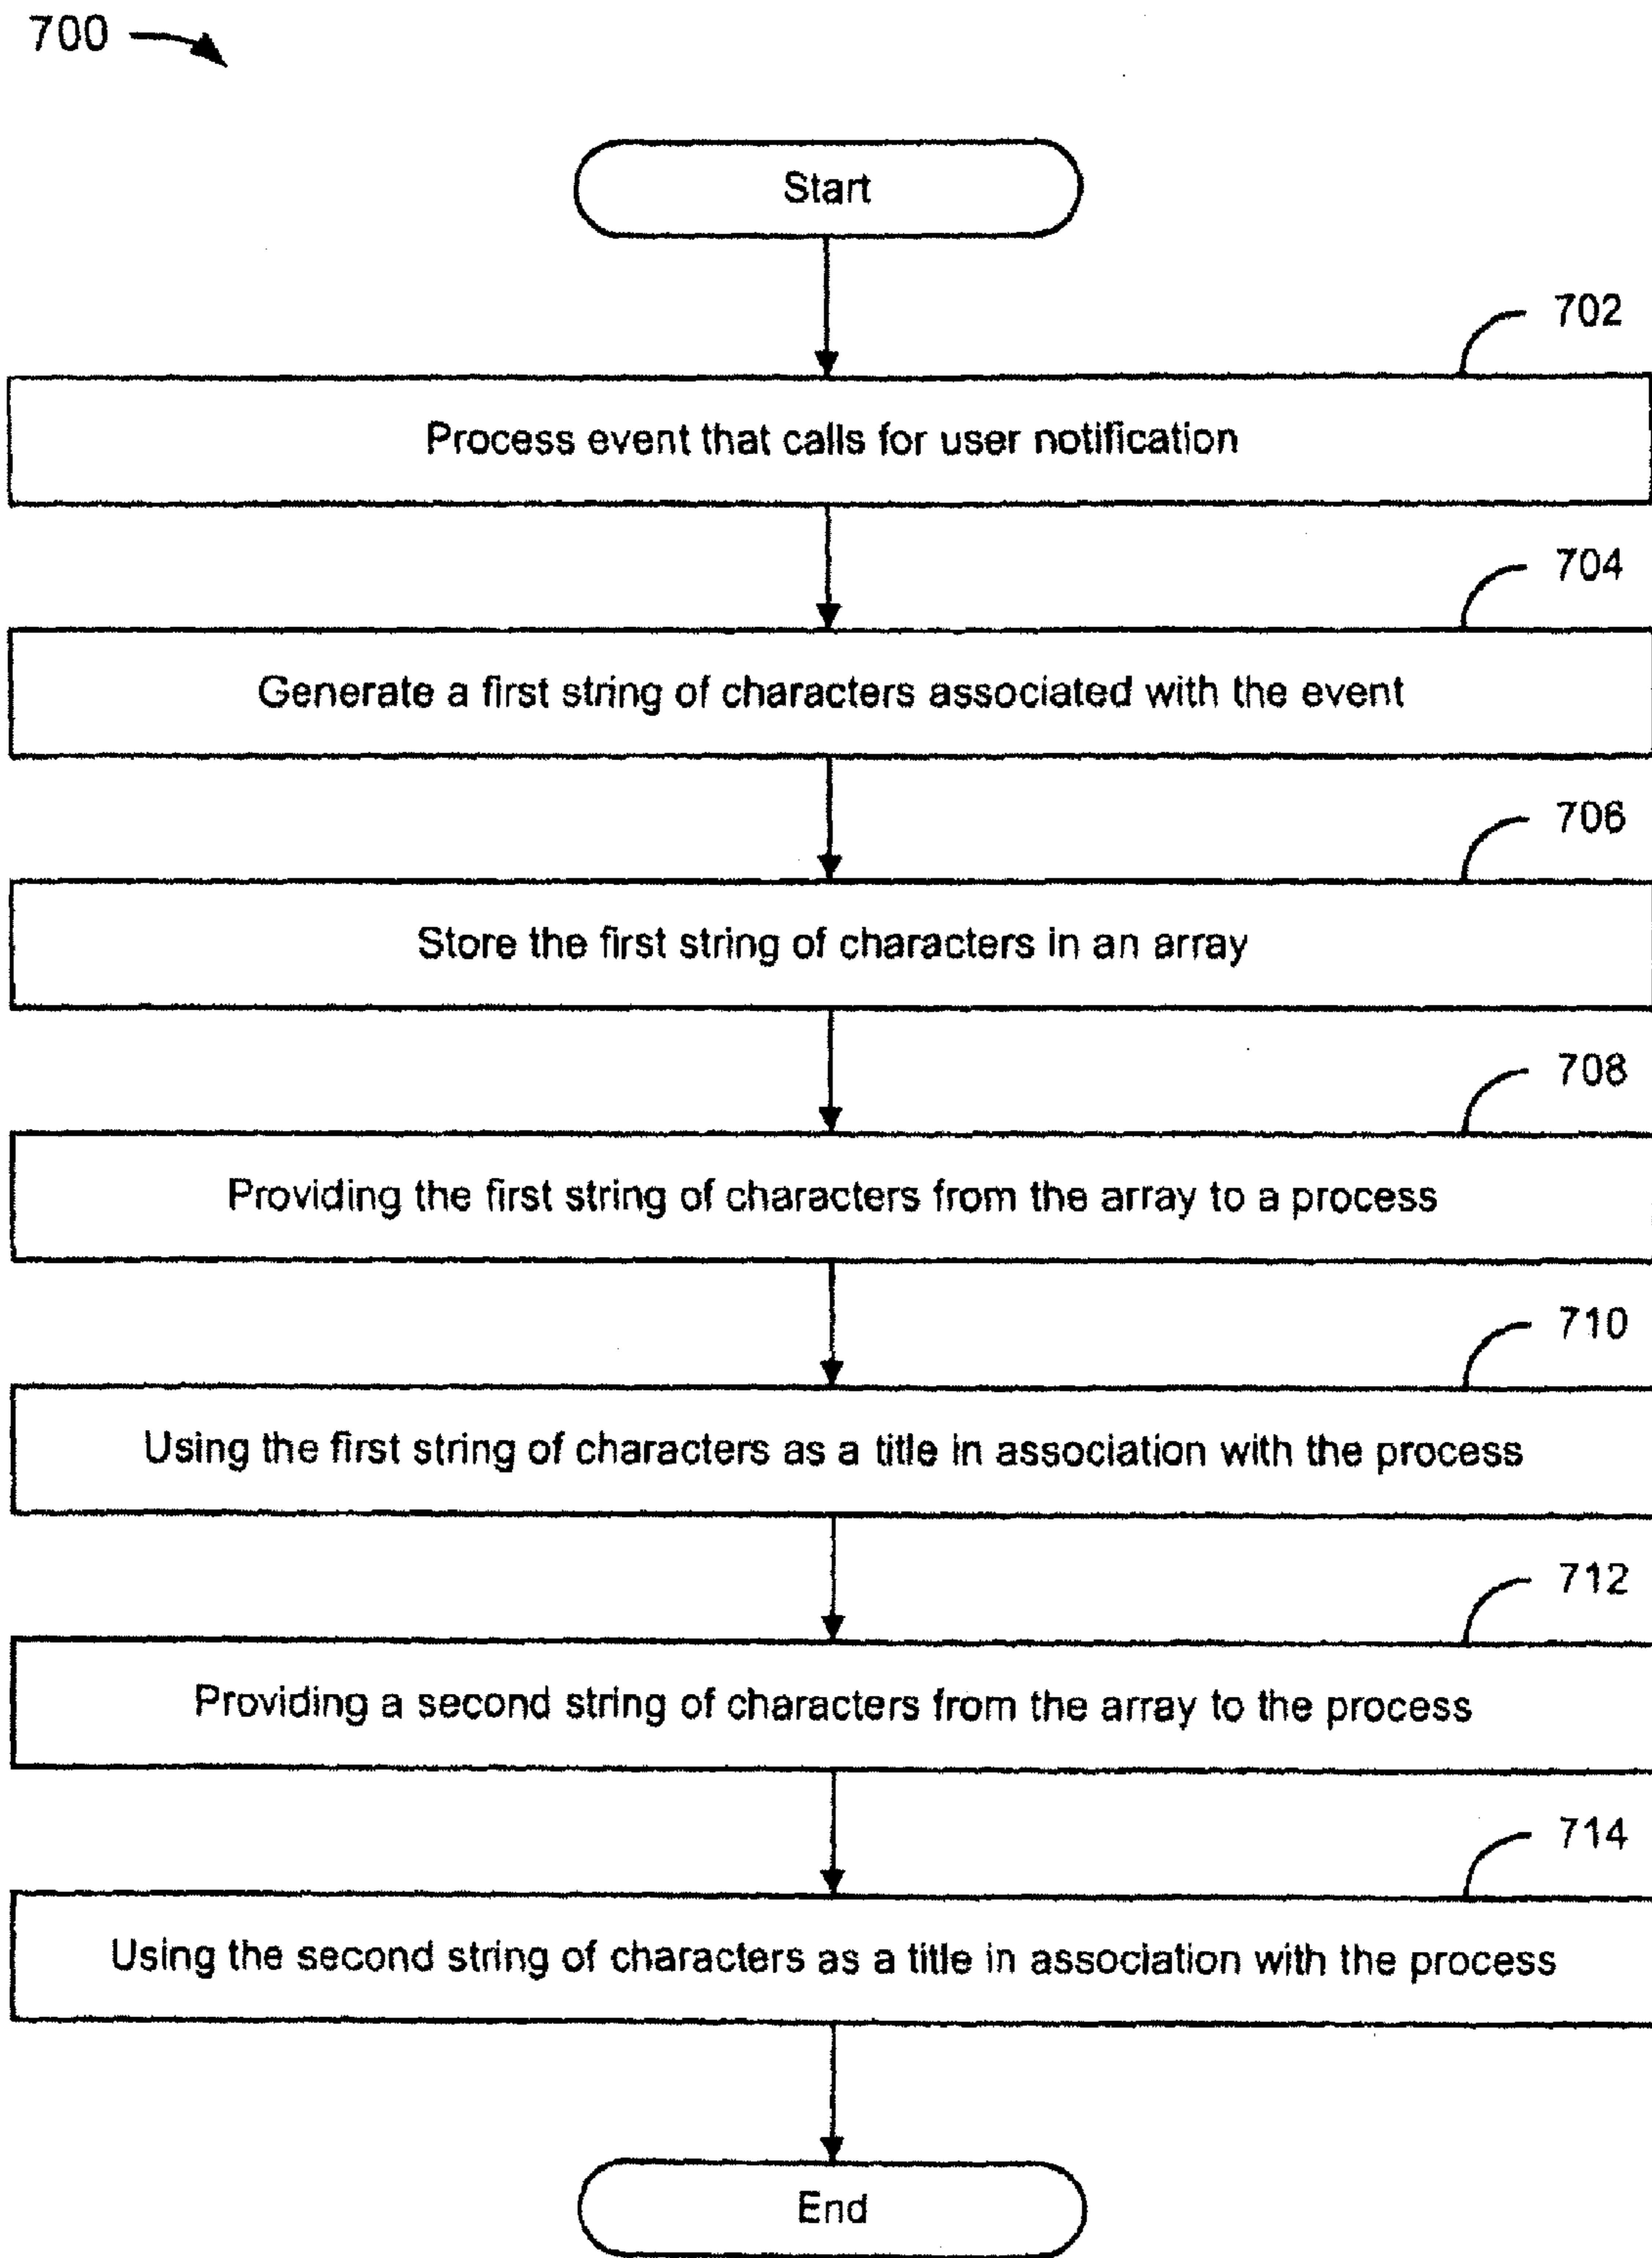 700
Start
702
Process event that calls for user notification
704
Generate a first string of characters associated with the event
706
Store the first string of characters in an array
708
Providing the first string of characters from the array to a process
710
Using the first string of characters as a title in association with the process
712
Providing a second string of characters from the array to the process
714
Using the second string of characters as a title in association with the process
End